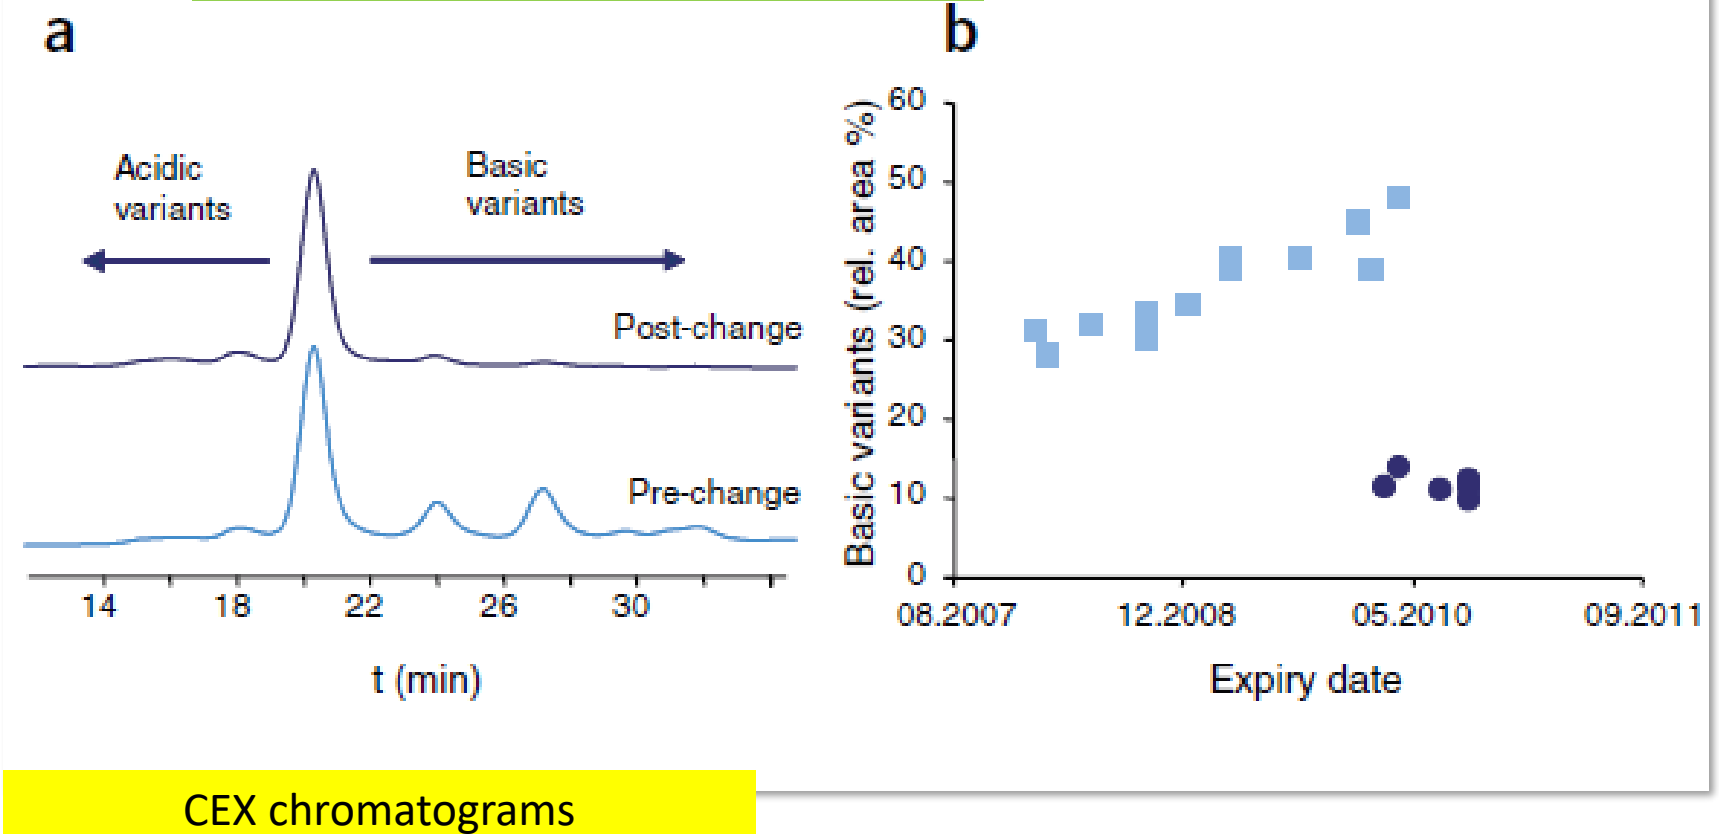 a
Acidic
variants
Basic
variants
Post-change
Pre-change
14 18 22 26 30
t (min)
b
Basic variants (rel. area %)
60
50
40
30
20
10
0
08.2007 12.2008 05.2010 09.2011
Expiry date
CEX chromatograms